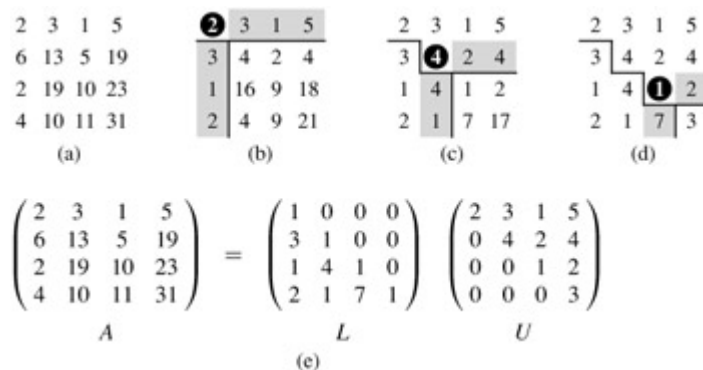 2 3 1 5
6 13 5 19
2 19 10 23
4 10 11 31
(a)
2 3 1 5
3 4 2 4
1 16 9 18
2 4 9 21
(b)
2 3 1 5
3 4 2 4
1 4 1 2
2 1 7 17
(c)
2 3 1 5
3 4 2 4
1 4 1 2
2 1 7 3
(d)
2 3 1 5
6 13 5 19
2 19 10 23
4 10 11 31
A
=
1 0 0 0
3 1 0 0
1 4 1 0
2 1 7 1
L
2 3 1 5
0 4 2 4
0 0 1 2
0 0 0 3
U
(e)